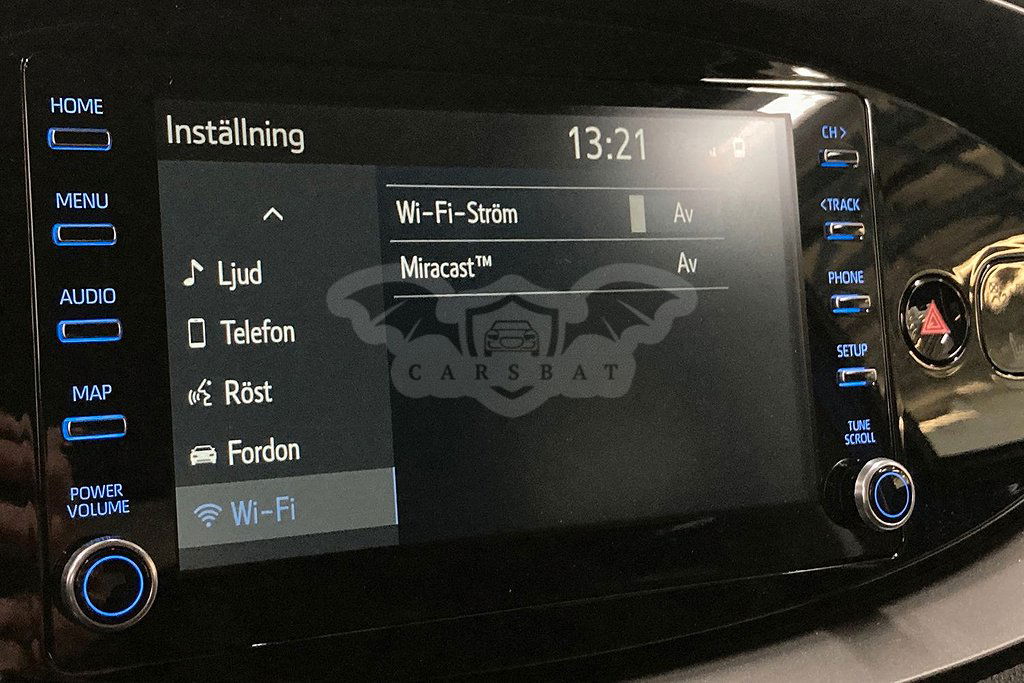 HOME
MENU
AUDIO
MAP
POWER
VOLUME
Inställning
13:21
Ljud
Telefon
Röst
Fordon
Wi-Fi
Wi-Fi-Ström Av
Miracast™ Av
CARSBAT
CH >
< TRACK
PHONE
SETUP
TUNE
SCROLL